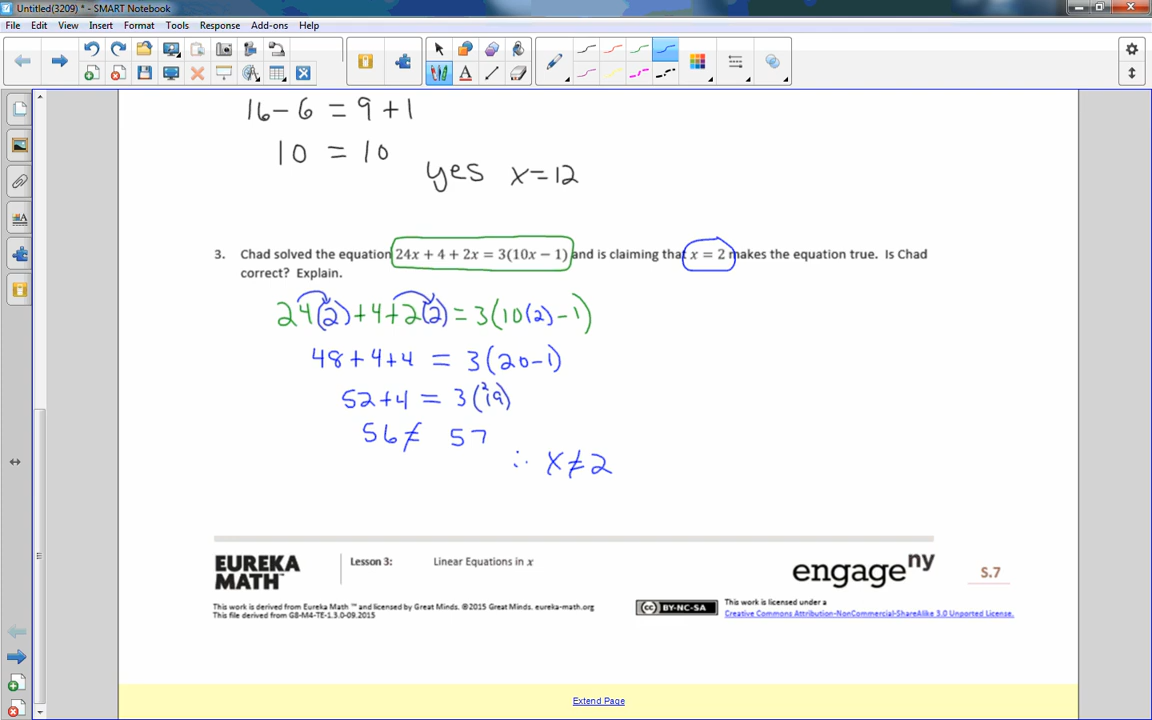 Untitled(3209) * - SMART Notebook
File Edit View Insert Format Tools Response Add-ons Help
16 - 6 = 9 + 1
10 = 10
yes x = 12
3. Chad solved the equation 24x + 4 + 2x = 3(10x − 1) and is claiming that x = 2 makes the equation true. Is Chad
correct? Explain.
24(2) + 4 + 2(2) = 3(10(2) - 1)
48 + 4 + 4 = 3(20 - 1)
52 + 4 = 3(²19)
56 ≠ 57
∴ x ≠ 2
EUREKA
MATH™
Lesson 3: Linear Equations in x
engage ny
S.7
This work is derived from Eureka Math ™ and licensed by Great Minds. ©2015 Great Minds. eureka-math.org
This file derived from G8-M4-TE-1.3.0-09.2015
cc BY-NC-SA
This work is licensed under a
Creative Commons Attribution-NonCommercial-ShareAlike 3.0 Unported License.
Extend Page